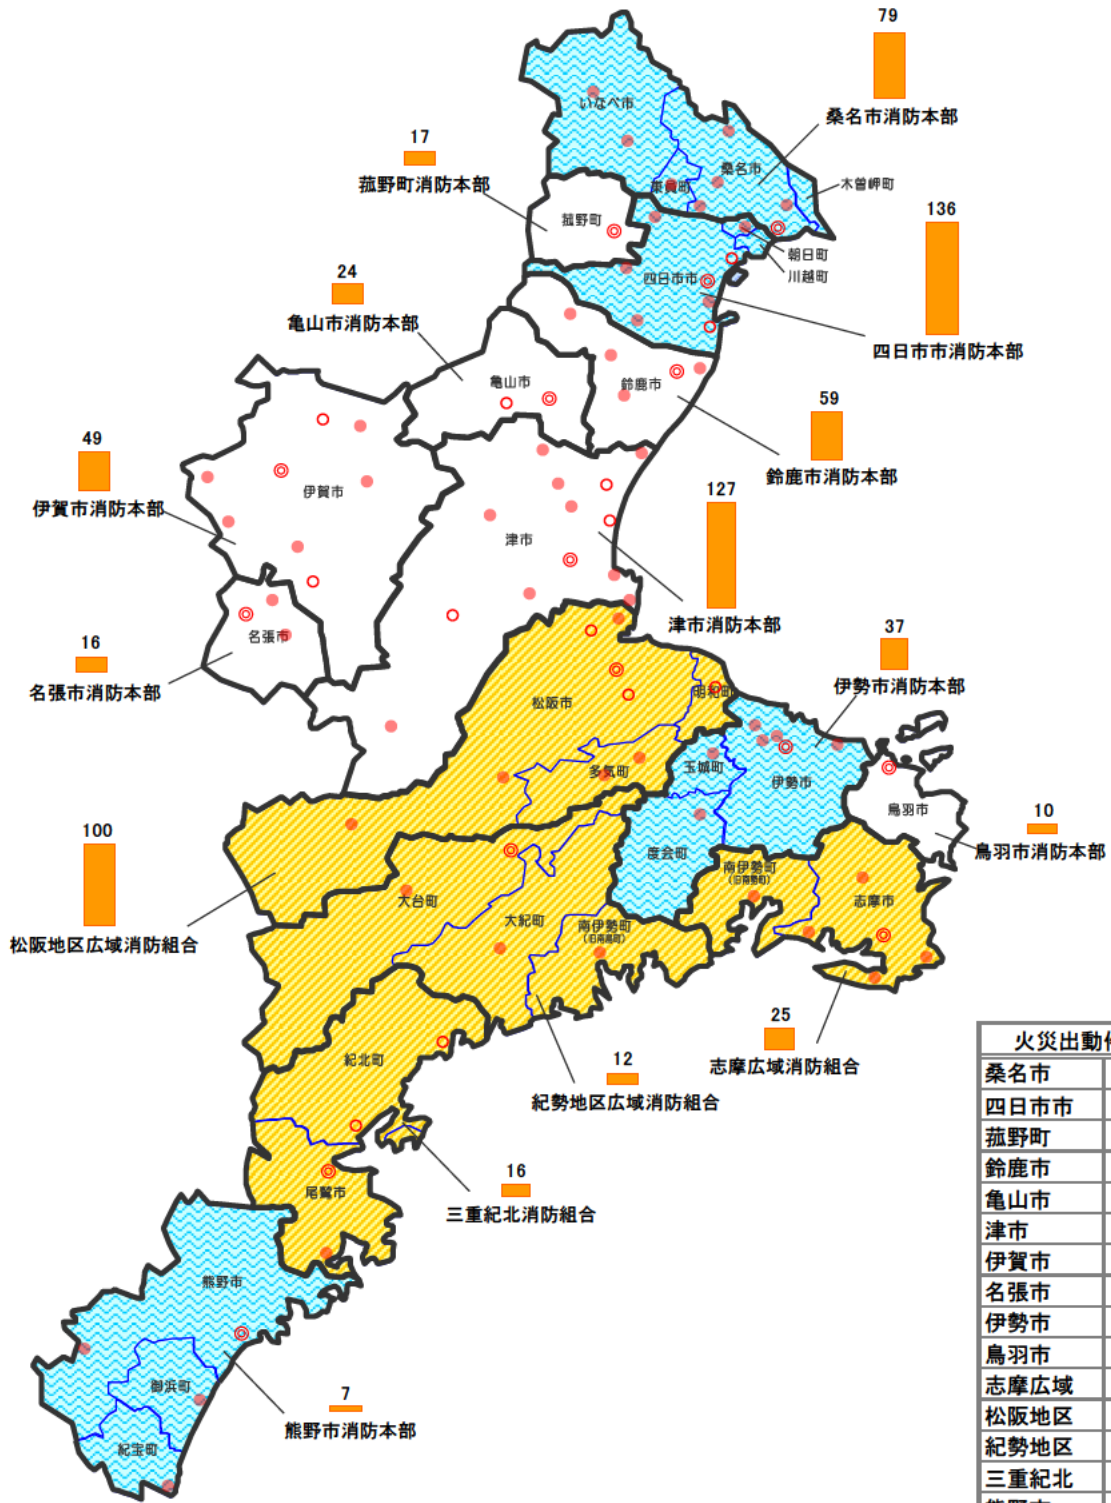 79
桑名市消防本部
いなべ市
17
菰野町消防本部
桑名市
東員町
木曽岬町
菰野町
136
朝日町
川越町
四日市市
24
亀山市消防本部
四日市市消防本部
亀山市
鈴鹿市
59
鈴鹿市消防本部
49
伊賀市消防本部
伊賀市
127
津市
津市消防本部
名張市
16
名張市消防本部
37
伊勢市消防本部
松阪市
明和町
多気町
玉城町
伊勢市
鳥羽市
10
鳥羽市消防本部
100
松阪地区広域消防組合
度会町
南伊勢町
(旧南勢町)
志摩市
大台町
大紀町
南伊勢町
(旧南島町)
25
志摩広域消防組合
紀北町
12
紀勢地区広域消防組合
16
三重紀北消防組合
尾鷲市
熊野市
御浜町
紀宝町
7
熊野市消防本部
火災出動
桑名市
四日市市
菰野町
鈴鹿市
亀山市
津市
伊賀市
名張市
伊勢市
鳥羽市
志摩広域
松阪地区
紀勢地区
三重紀北